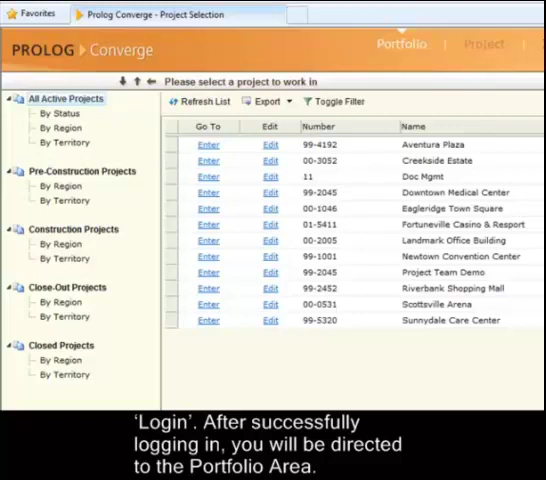 Favorites
Prolog Converge - Project Selection
PROLOG Converge
Portfolio | Project |
Please select a project to work in
All Active Projects
By Status
By Region
By Territory
Pre-Construction Projects
By Region
By Territory
Construction Projects
By Region
By Territory
Close-Out Projects
By Region
By Territory
Closed Projects
By Region
By Territory
Refresh List Export Toggle Filter
Go To Edit Number Name
Enter Edit 99-4192 Aventura Plaza
Enter Edit 00-3052 Creekside Estate
Enter Edit 11 Doc Mgmt
Enter Edit 99-2045 Downtown Medical Center
Enter Edit 00-1046 Eagleridge Town Square
Enter Edit 01-5411 Fortuneville Casino & Resport
Enter Edit 00-2005 Landmark Office Building
Enter Edit 99-1001 Newtown Convention Center
Enter Edit 99-2045 Project Team Demo
Enter Edit 99-2452 Riverbank Shopping Mall
Enter Edit 00-0531 Scottsville Arena
Enter Edit 99-5320 Sunnydale Care Center
'Login'. After successfully
logging in, you will be directed
to the Portfolio Area.